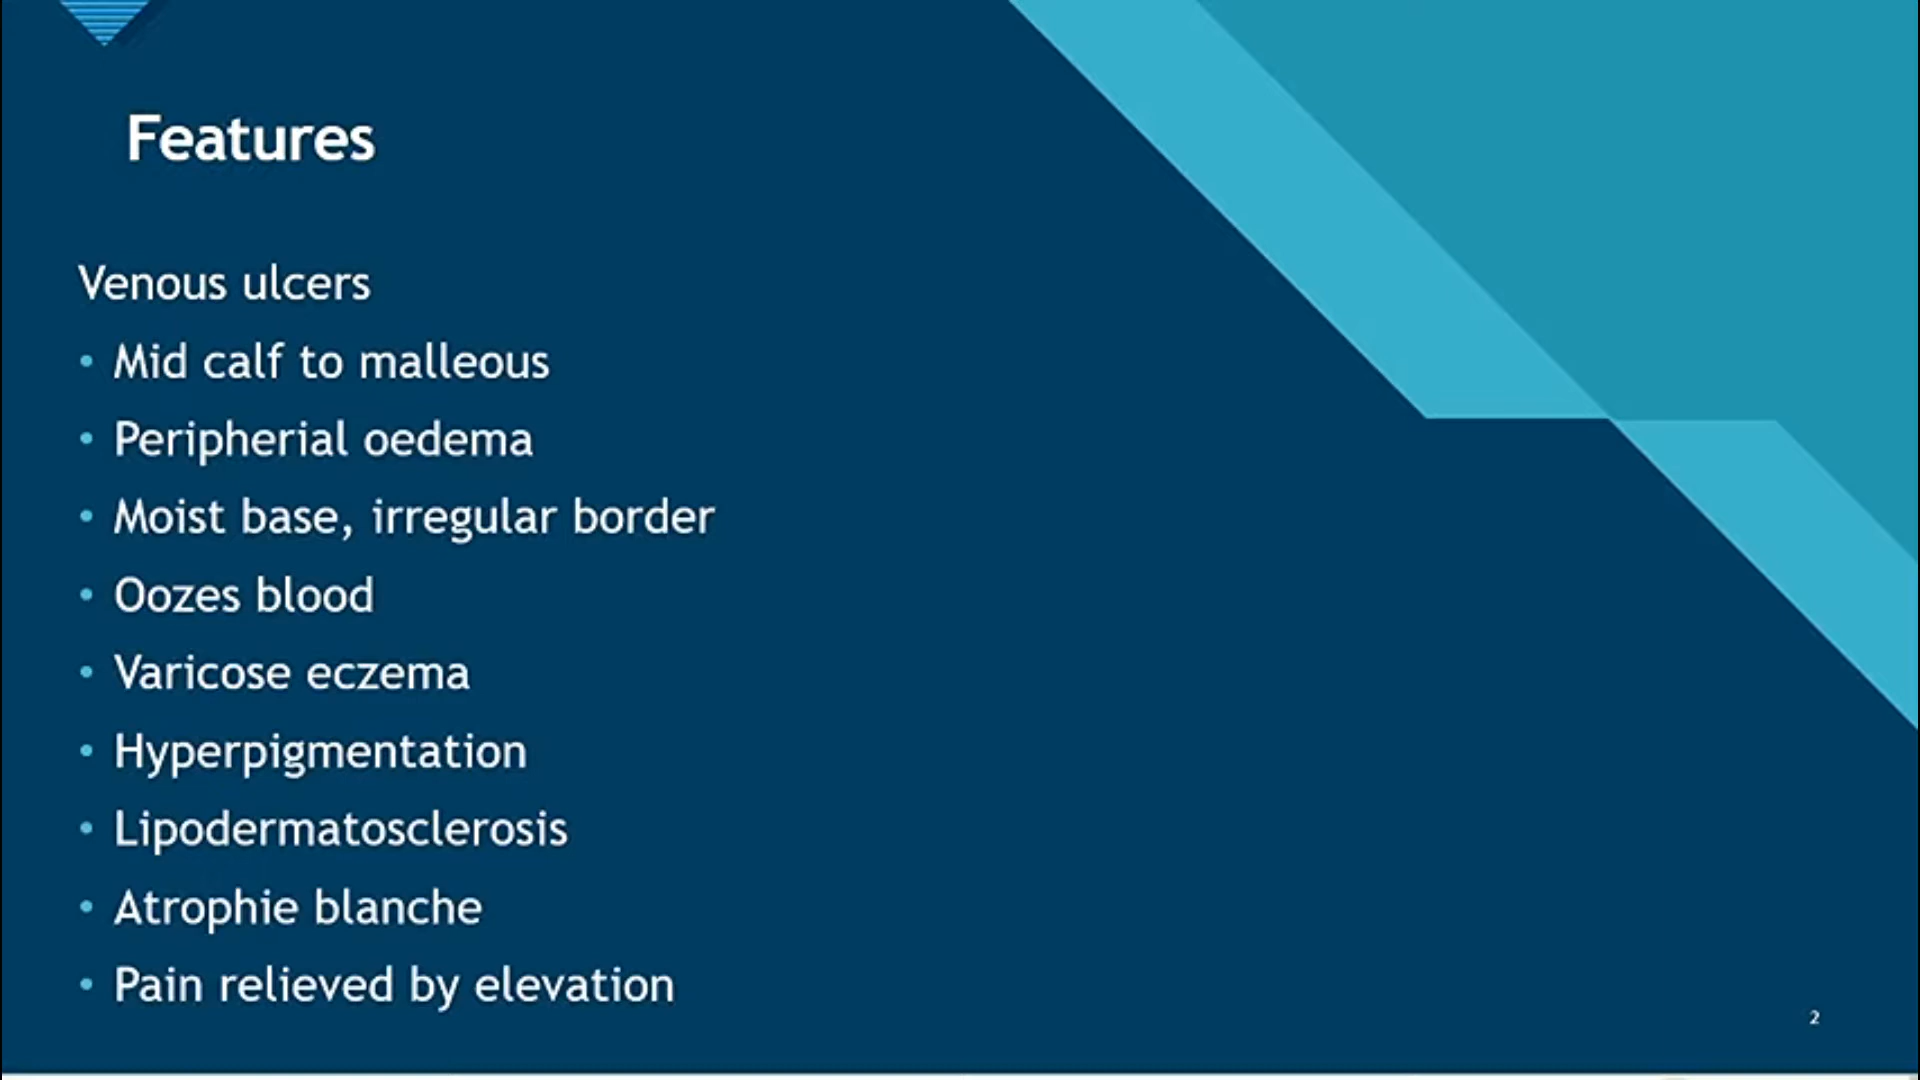 Features
Venous ulcers
• Mid calf to malleous
• Peripherial oedema
• Moist base, irregular border
• Oozes blood
• Varicose eczema
• Hyperpigmentation
• Lipodermatosclerosis
• Atrophie blanche
• Pain relieved by elevation
2